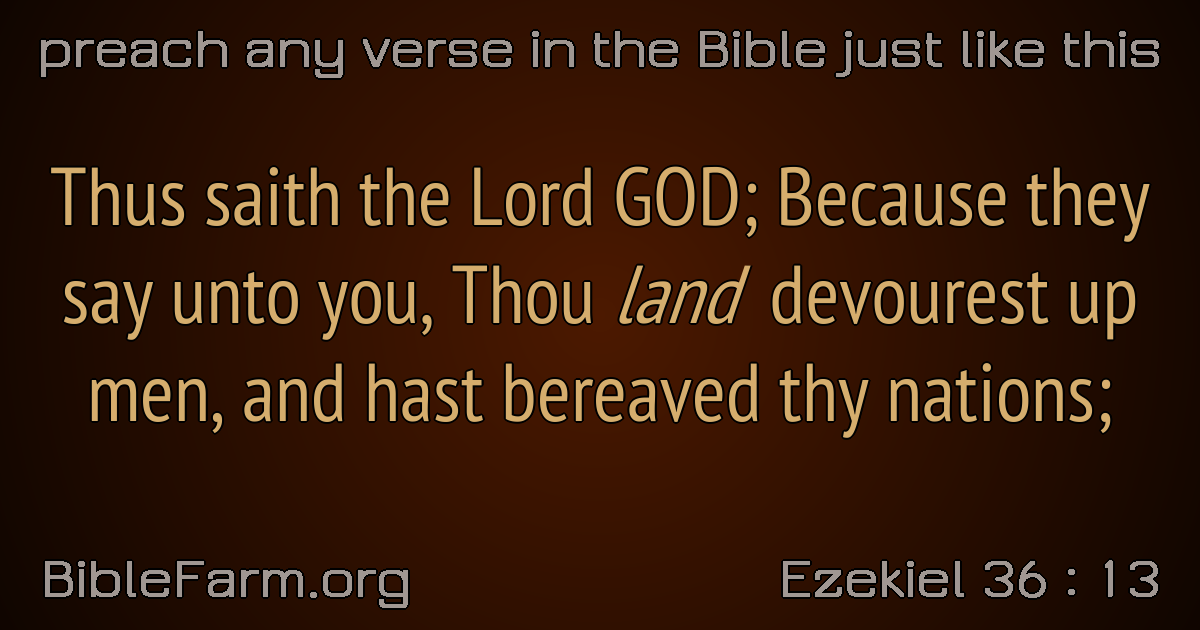 preach any verse in the Bible just like this
Thus saith the Lord GOD; Because they
say unto you, Thou land devourest up
men, and hast bereaved thy nations;
BibleFarm.org
Ezekiel 36 : 13